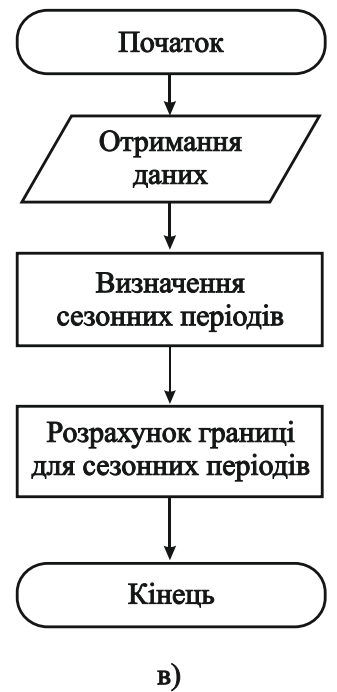 Початок
Отримання
даних
Визначення
сезонних періодів
Розрахунок границі
для сезонних періодів
Кінець
в)